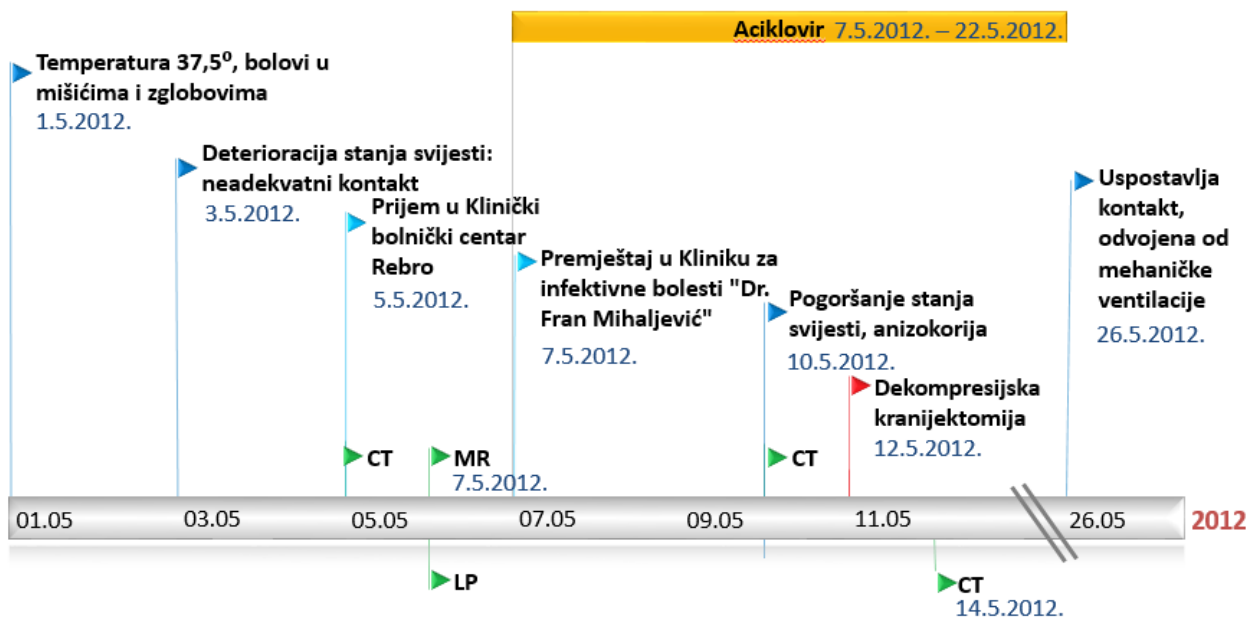 Aciklovir 7.5.2012. – 22.5.2012.
Temperatura 37,5⁰, bolovi u
mišićima i zglobovima
1.5.2012.
Deterioracija stanja svijesti:
neadekvatni kontakt
3.5.2012.
Prijem u Klinički
bolnički centar
Rebro
5.5.2012.
Premještaj u Kliniku za
infektivne bolesti "Dr.
Fran Mihaljević"
7.5.2012.
Pogoršanje stanja
svijesti, anizokorija
10.5.2012.
Dekompresijska
kranijektomija
12.5.2012.
Uspostavlja
kontakt,
odvojena od
mehaničke
ventilacije
26.5.2012.
CT
MR
7.5.2012.
CT
01.05
03.05
05.05
07.05
09.05
11.05
26.05
2012
LP
CT
14.5.2012.